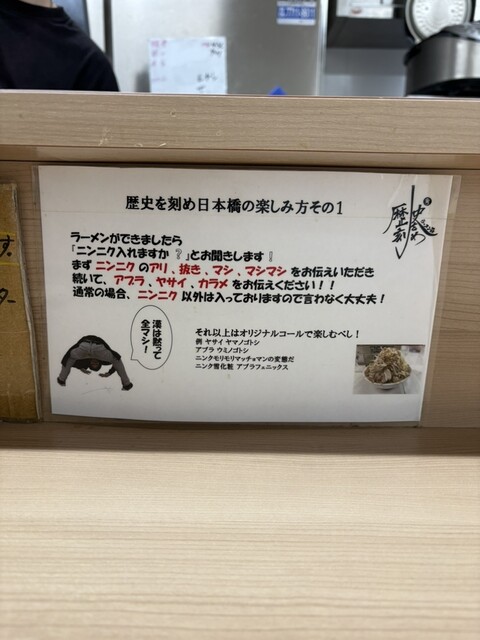 歴史を刻め日本橋の楽しみ方その1
歴史を刻め
ラーメンができましたら
「ニンニク入れますか？」とお聞きします
まず ニンニク のアリ、抜き、マシ、マシマシ をお伝えいただき
続いて、アブラ、ヤサイ、カラメ をお伝えください！！
通常の場合、ニンニク 以外は入っておりますので言わなく大丈夫！
漢は黙って
全マシ！
それ以上はオリジナルコールで楽しむべし！
例 ヤサイ ヤマノゴトシ
アブラ ウミノゴトシ
ニンクモリモリマッチョマンの変態だ
ニンク雪化粧 アブラフェニックス
す。
ター